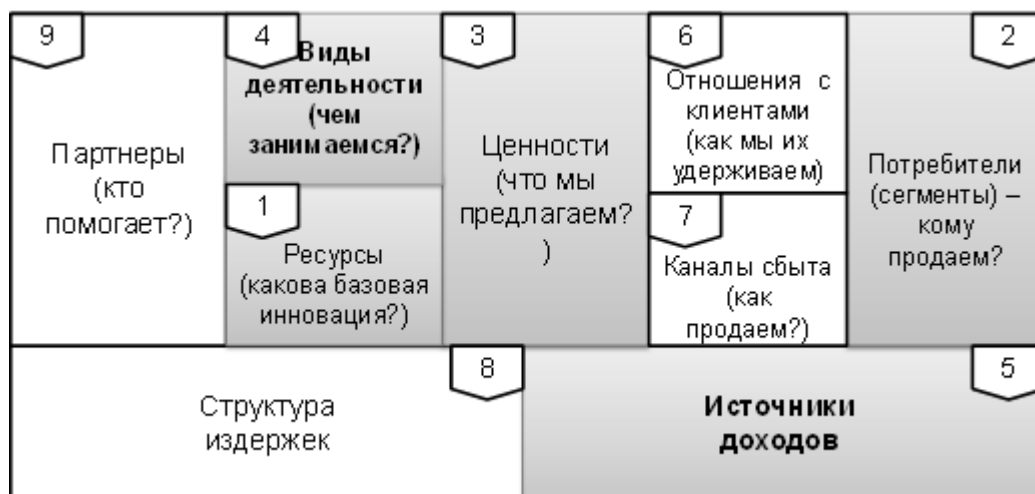 9
Партнеры
(кто
помогает?)
4
Виды
деятельности
(чем
занимаемся?)
1
Ресурсы
(какова базовая
инновация?)
3
Ценности
(что мы
предлагаем?
)
6
Отношения с
клиентами
(как мы их
удерживаем)
7
Каналы сбыта
(как
продаем?)
2
Потребители
(сегменты) –
кому
продаем?
8
Структура
издержек
5
Источники
доходов